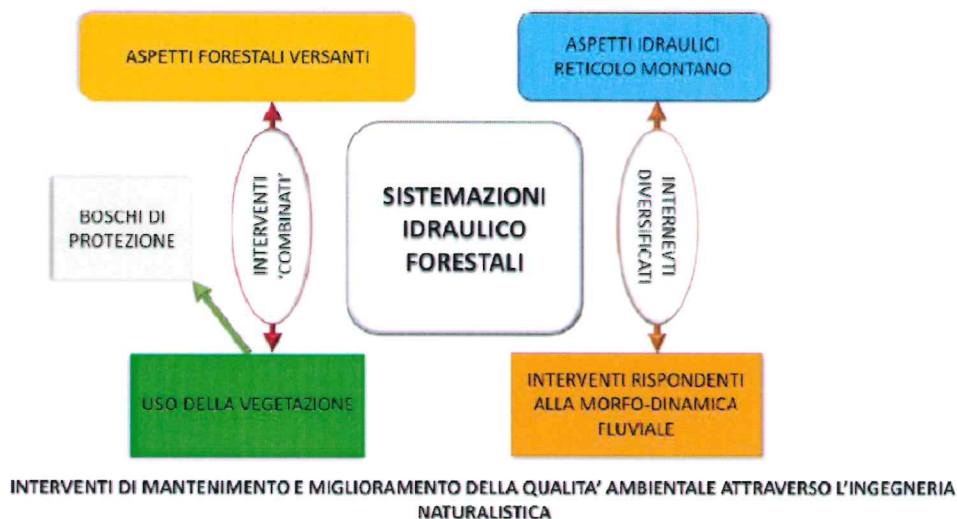 ASPETTI FORESTALI VERSANTI
ASPETTI IDRAULICI
RETICOLO MONTANO
INTERVENTI
'COMBINATI'
SISTEMAZIONI
IDRAULICO
FORESTALI
INTERNEVTI
DIVERSIFICATI
BOSCHI DI
PROTEZIONE
USO DELLA VEGETAZIONE
INTERVENTI RISPONDENTI
ALLA MORFO-DINAMICA
FLUVIALE
INTERVENTI DI MANTENIMENTO E MIGLIORAMENTO DELLA QUALITA' AMBIENTALE ATTRAVERSO L'INGEGNERIA
NATURALISTICA